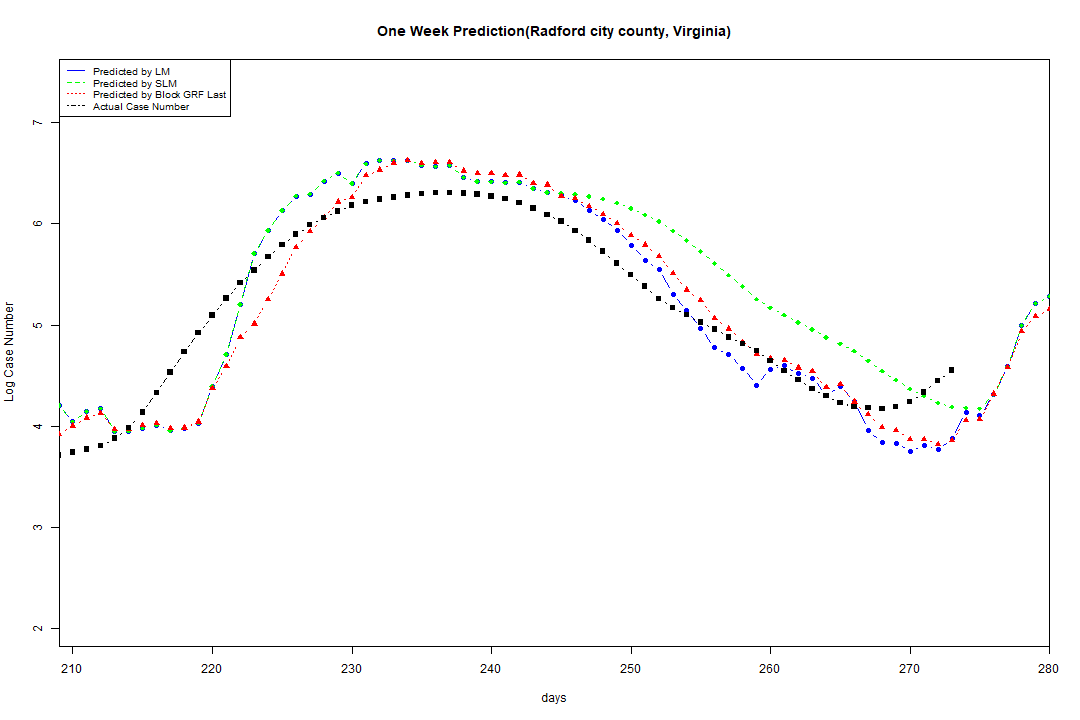 One Week Prediction(Radford city county, Virginia)
Predicted by LM
Predicted by SLM
Predicted by Block GRF Last
Actual Case Number
7
6
5
4
3
2
Log Case Number
210 220 230 240 250 260 270 280
days